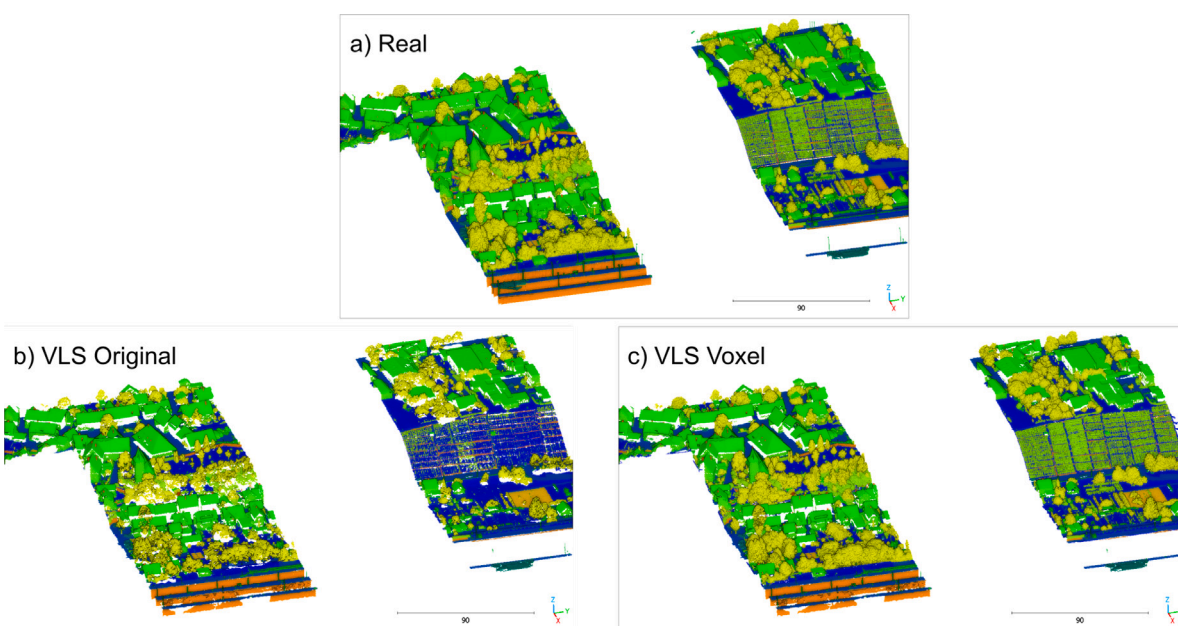 a) Real
90
Z
Y
X
b) VLS Original
90
Z
Y
X
c) VLS Voxel
90
Z
Y
X